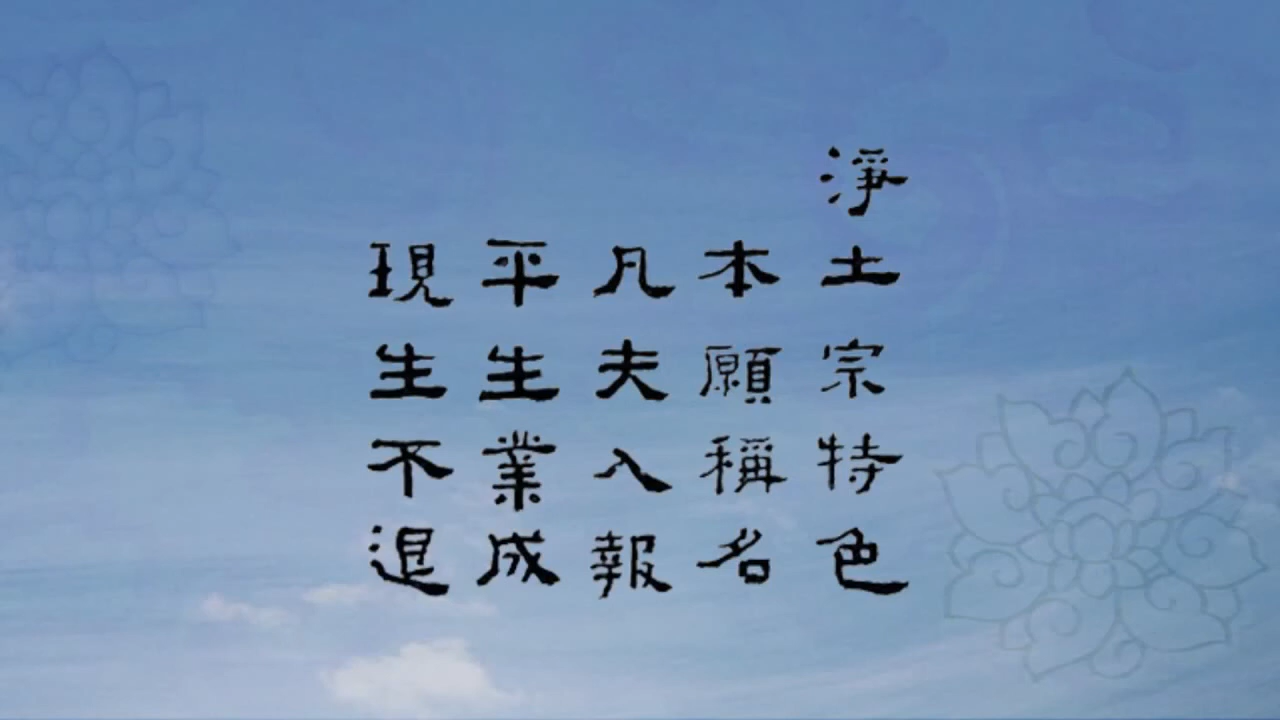 淨土宗特色
本願稱名
凡夫入報
平生業成
現生不退